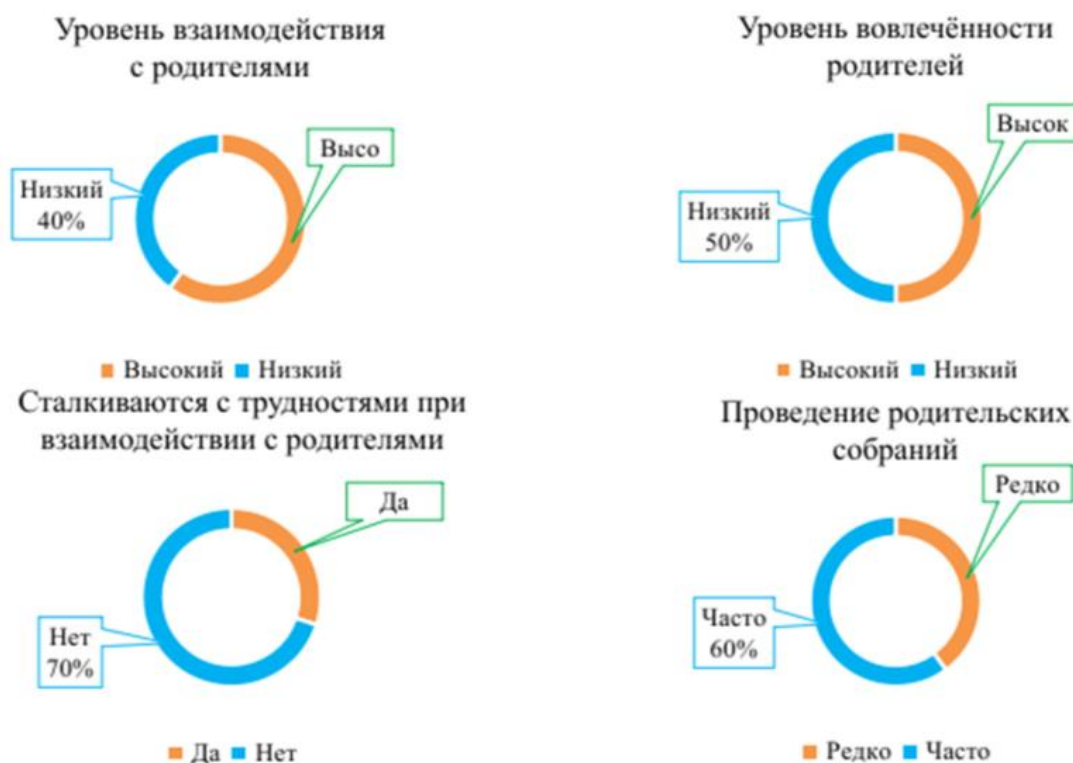 Уровень взаимодействия
с родителями
Высо
Низкий
40%
Высокий Низкий
Уровень вовлечённости
родителей
Высок
Низкий
50%
Высокий Низкий
Сталкиваются с трудностями при
взаимодействии с родителями
Да
Нет
70%
Да Нет
Проведение родительских
собраний
Редко
Часто
60%
Редко Часто